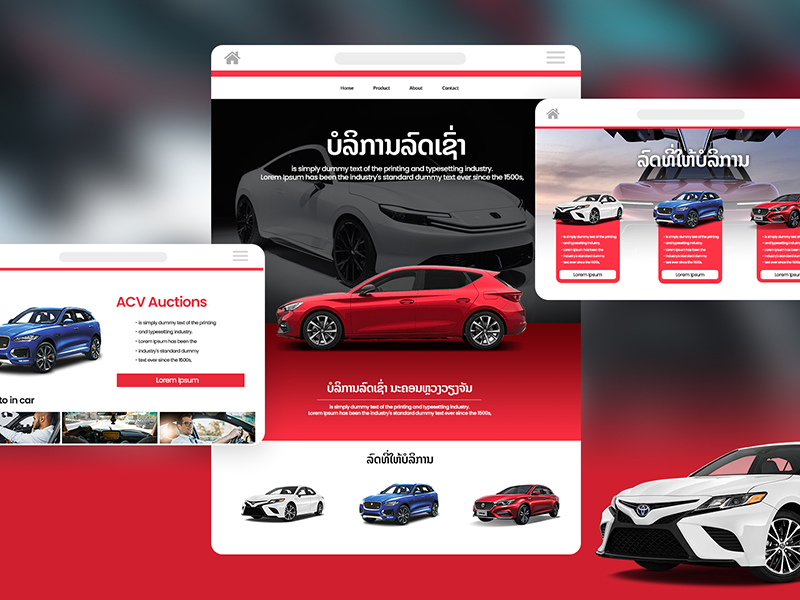 Home Product About Contact
ບໍລິການລົດເຊົ່າ
is simply dummy text of the printing and typesetting industry.
Lorem Ipsum has been the industry's standard dummy text ever since the 1500s,
ບໍລິການລົດເຊົ່າ ນະຄອນຫຼວງວຽງຈັນ
is simply dummy text of the printing and typesetting industry.
Lorem Ipsum has been the industry's standard dummy text ever since the 1500s,
ລົດທີ່ໃຫ້ບໍລິການ
ACV Auctions
- is simply dummy text of the printing
- and typesetting industry.
- Lorem Ipsum has been the
- industry's standard dummy
- text ever since the 1500s,
Lorem Ipsum
to in car
ລົດທີ່ໃຫ້ບໍລິການ
- is simply dummy text of the printing
- and typesetting industry.
- Lorem Ipsum has been the
- industry's standard dummy
- text ever since the 1500s,
Lorem Ipsum
- is simply dummy text of the printing
- and typesetting industry.
- Lorem Ipsum has been the
- industry's standard dummy
- text ever since the 1500s,
Lorem Ipsum
- is simply dummy text of the
- and typesetting industry.
- Lorem Ipsum has been
- industry's standard dummy
- text ever since the 1500s,
Lorem Ipsum